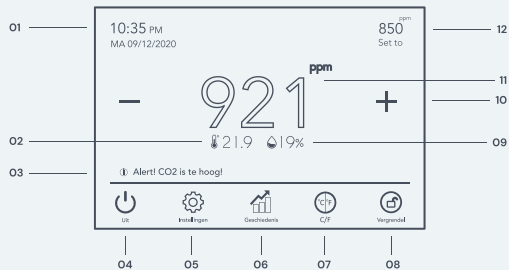 01
10:35 PM
MA 09/12/2020
ppm
850
Set to
12
ppm
11
921
10
02
21.9
19%
09
03
Alert! CO2 is te hoog!
Uit
Instellingen
Geschiedenis
°C °F
C/F
Vergrendel
04
05
06
07
08